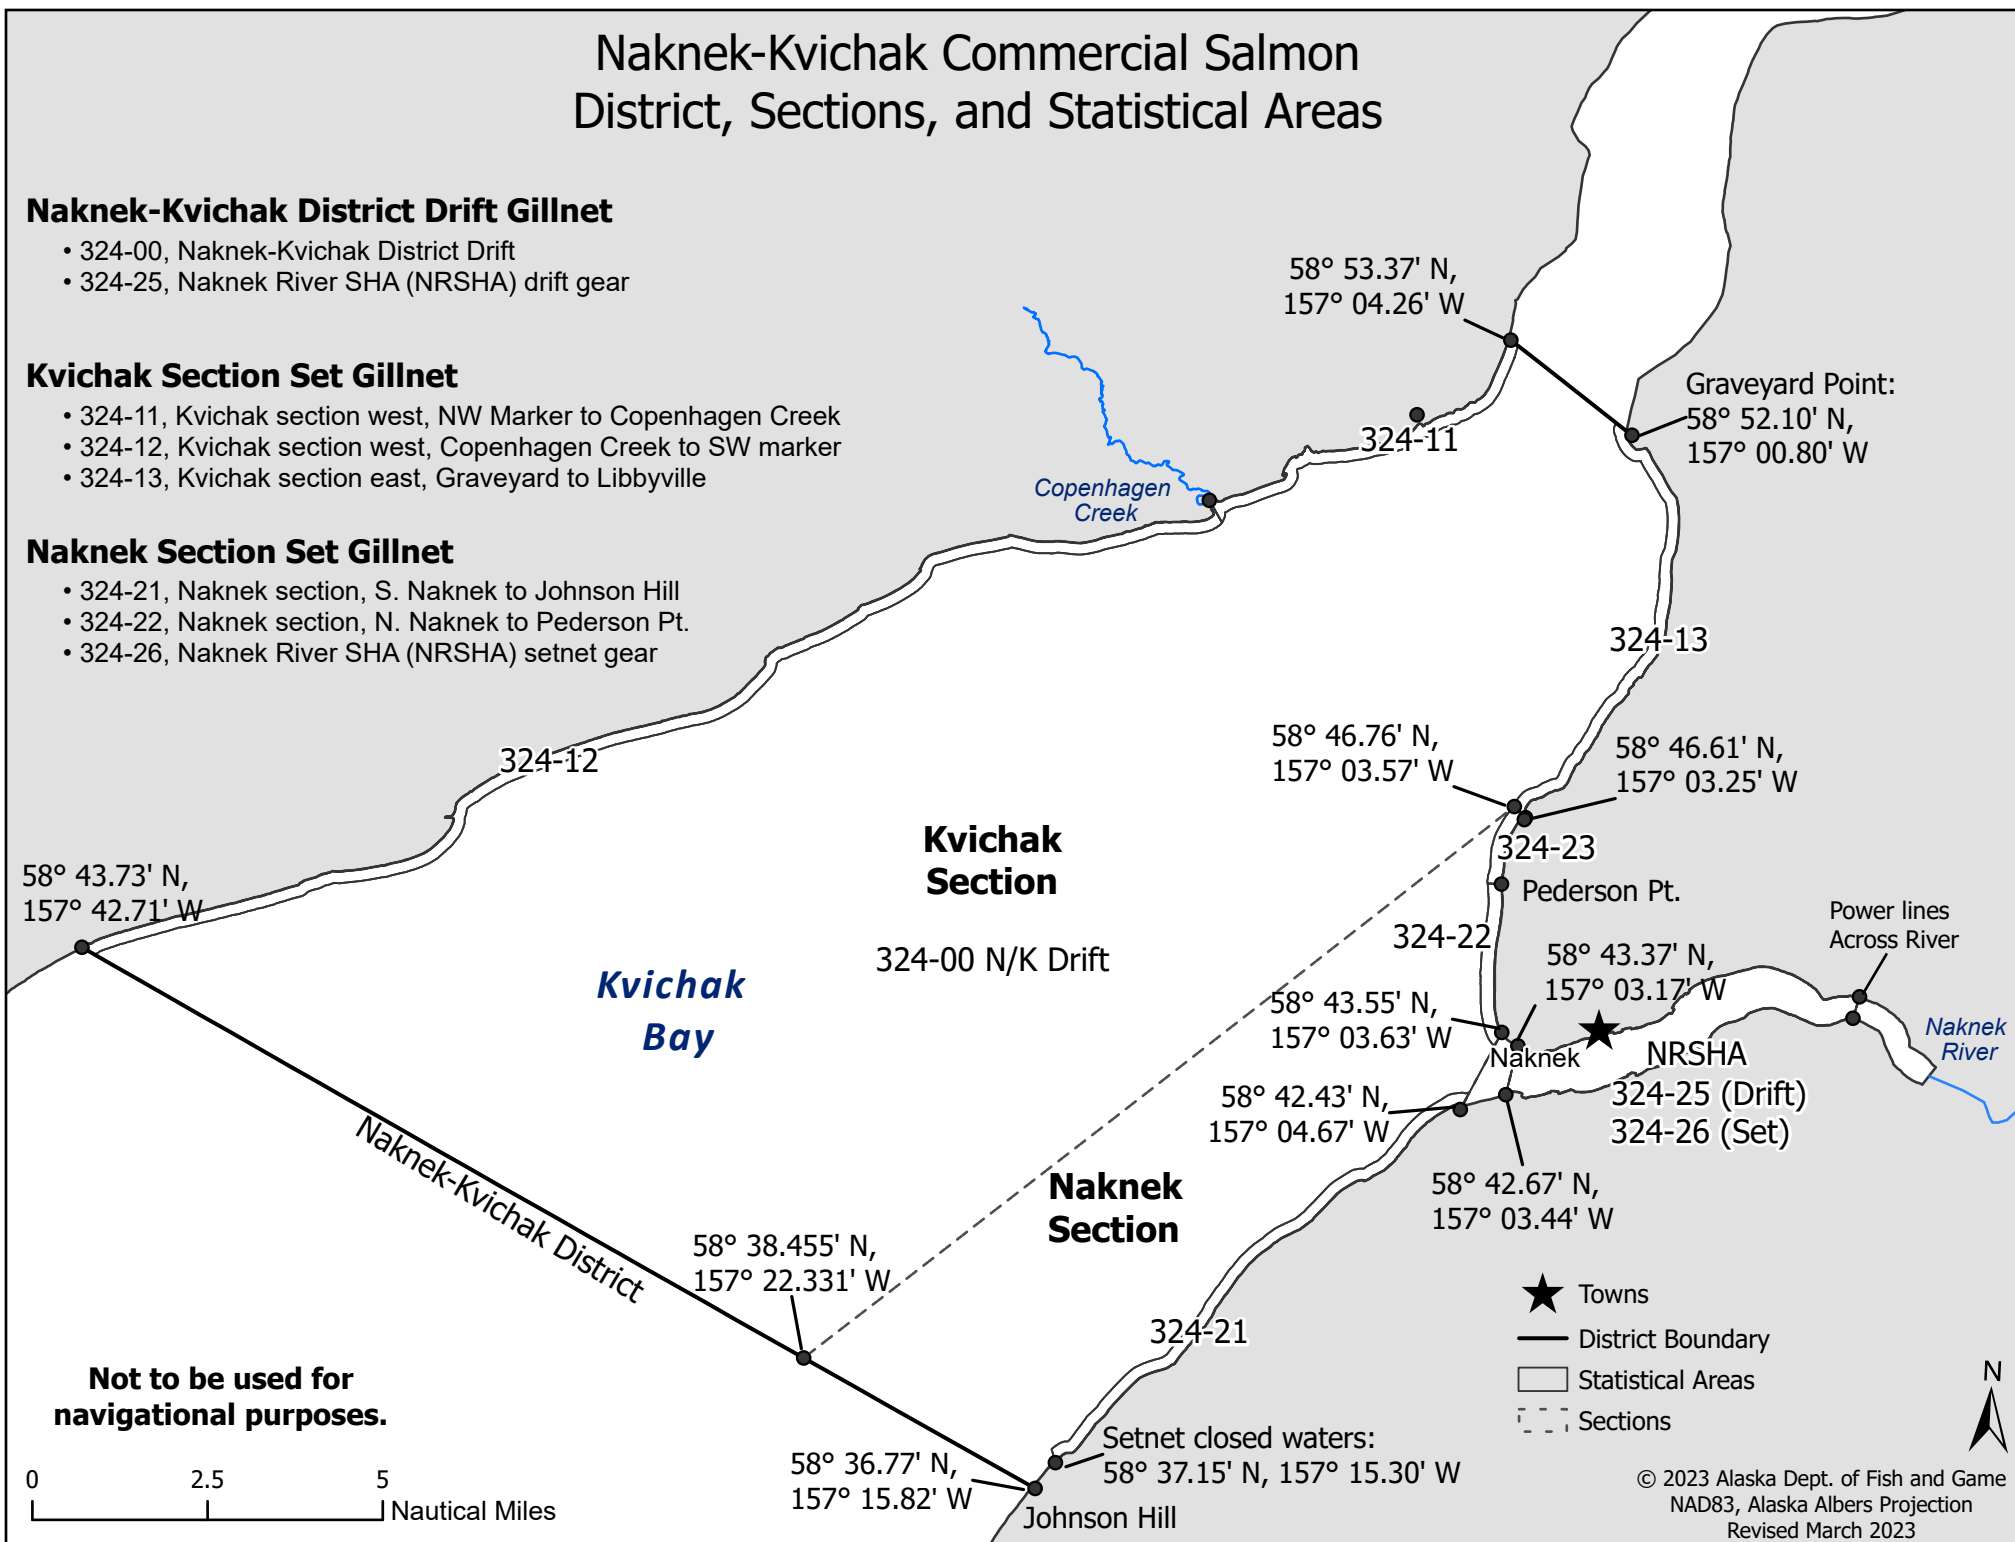 Naknek-Kvichak Commercial Salmon
District, Sections, and Statistical Areas
Naknek-Kvichak District Drift Gillnet
• 324-00, Naknek-Kvichak District Drift
• 324-25, Naknek River SHA (NRSHA) drift gear
Kvichak Section Set Gillnet
• 324-11, Kvichak section west, NW Marker to Copenhagen Creek
• 324-12, Kvichak section west, Copenhagen Creek to SW marker
• 324-13, Kvichak section east, Graveyard to Libbyville
Naknek Section Set Gillnet
• 324-21, Naknek section, S. Naknek to Johnson Hill
• 324-22, Naknek section, N. Naknek to Pederson Pt.
• 324-26, Naknek River SHA (NRSHA) setnet gear
58° 53.37' N,
157° 04.26' W
Graveyard Point:
58° 52.10' N,
157° 00.80' W
324-11
Copenhagen
Creek
324-13
324-12
58° 46.76' N,
157° 03.57' W
58° 46.61' N,
157° 03.25' W
324-23
Kvichak
Section
58° 43.73' N,
157° 42.71' W
Pederson Pt.
324-22
324-00 N/K Drift
Power lines
Across River
58° 43.37' N,
157° 03.17' W
Kvichak
Bay
58° 43.55' N,
157° 03.63' W
Naknek
Naknek
River
NRSHA
324-25 (Drift)
324-26 (Set)
58° 42.43' N,
157° 04.67' W
58° 42.67' N,
157° 03.44' W
Naknek
Section
Naknek-Kvichak District
58° 38.455' N,
157° 22.331' W
324-21
Towns
District Boundary
Statistical Areas
Sections
N
Not to be used for
navigational purposes.
0 2.5 5
Nautical Miles
58° 36.77' N,
157° 15.82' W
Setnet closed waters:
58° 37.15' N, 157° 15.30' W
Johnson Hill
© 2023 Alaska Dept. of Fish and Game
NAD83, Alaska Albers Projection
Revised March 2023